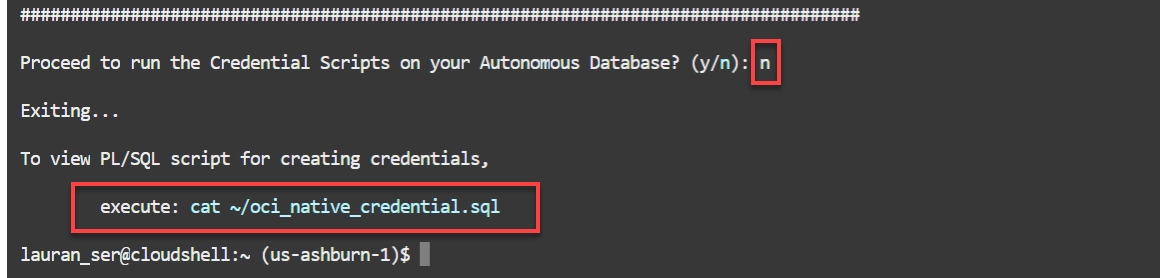 ####################################################################################
Proceed to run the Credential Scripts on your Autonomous Database? (y/n): n
Exiting...
To view PL/SQL script for creating credentials,
execute: cat ~/oci_native_credential.sql
lauran_ser@cloudshell:~ (us-ashburn-1)$